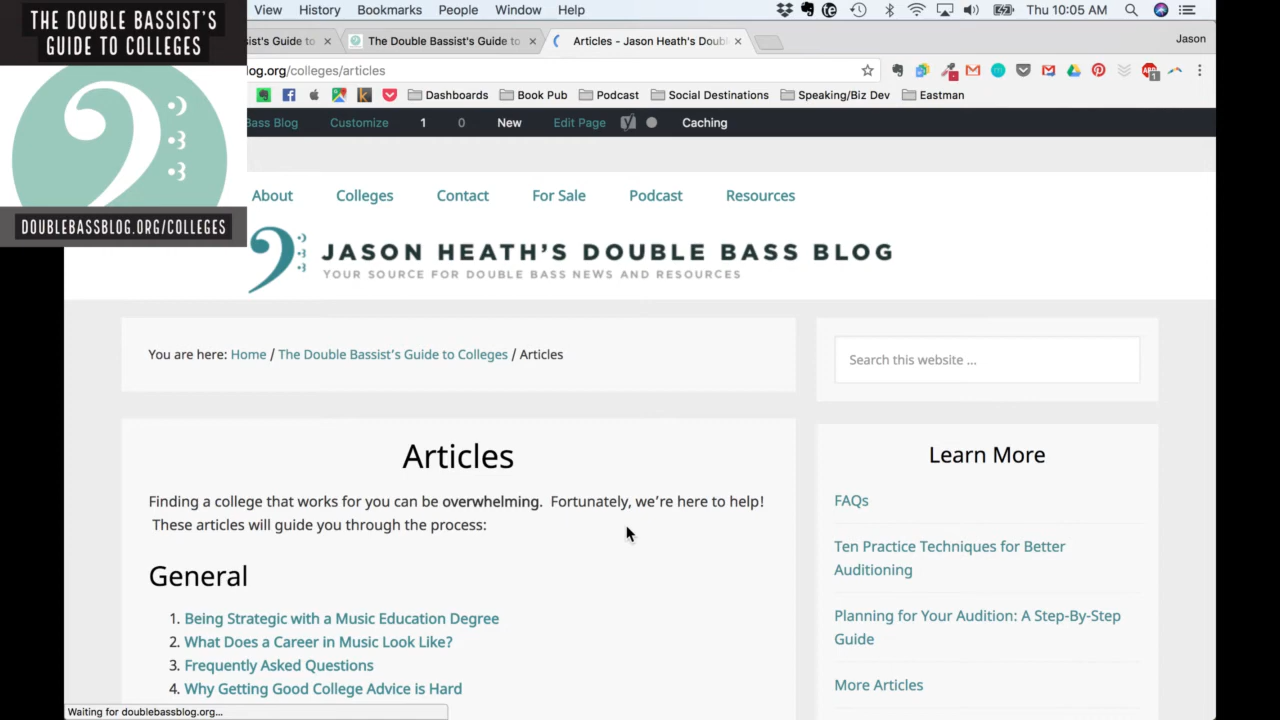 THE DOUBLE BASSIST'S
GUIDE TO COLLEGES
DOUBLEBASSBLOG.ORG/COLLEGES
View History Bookmarks People Window Help
Thu 10:05 AM
ist's Guide to
The Double Bassist's Guide to
Articles - Jason Heath's Doubl
Jason
log.org/colleges/articles
Dashboards Book Pub Podcast Social Destinations Speaking/Biz Dev Eastman
Bass Blog Customize 1 0 New Edit Page Caching
About Colleges Contact For Sale Podcast Resources
JASON HEATH'S DOUBLE BASS BLOG
YOUR SOURCE FOR DOUBLE BASS NEWS AND RESOURCES
You are here: Home / The Double Bassist's Guide to Colleges / Articles
Search this website ...
Articles
Finding a college that works for you can be overwhelming. Fortunately, we're here to help!
These articles will guide you through the process:
General
1. Being Strategic with a Music Education Degree
2. What Does a Career in Music Look Like?
3. Frequently Asked Questions
4. Why Getting Good College Advice is Hard
Learn More
FAQs
Ten Practice Techniques for Better
Auditioning
Planning for Your Audition: A Step-By-Step
Guide
More Articles
Waiting for doublebassblog.org...